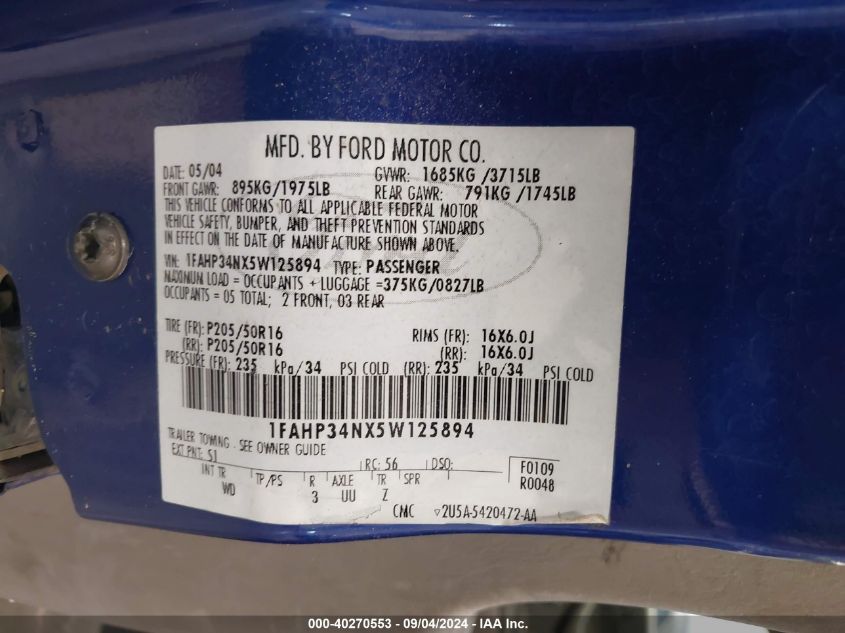 MFD. BY FORD MOTOR CO.
DATE: 05/04 GVWR: 1685KG /3715LB
FRONT GAWR: 895KG/1975LB REAR GAWR: 791KG /1745LB
THIS VEHICLE CONFORMS TO ALL APPLICABLE FEDERAL MOTOR
VEHICLE SAFETY, BUMPER, AND THEFT PREVENTION STANDARDS
IN EFFECT ON THE DATE OF MANUFACTURE SHOWN ABOVE.
VIN: 1FAHP34NX5W125894 TYPE: PASSENGER
MAXIMUM LOAD = OCCUPANTS + LUGGAGE =375KG/0827LB
OCCUPANTS = 05 TOTAL; 2 FRONT, 03 REAR
TIRE (FR): P205/50R16 RIMS (FR): 16X6.0J
(RR): P205/50R16 (RR): 16X6.0J
PRESSURE (FR): 235 kPa/34 PSI COLD (RR): 235 kPa/34 PSI COLD
1FAHP34NX5W125894
TRAILER TOWING - SEE OWNER GUIDE
EXT PNT: S1 RC: 56 DSO: F0109
INT TR TP/PS R AXLE TR SPR R0048
WD 3 UU Z
CMC ▽2U5A-5420472-AA
000-40270553 - 09/04/2024 - IAA Inc.